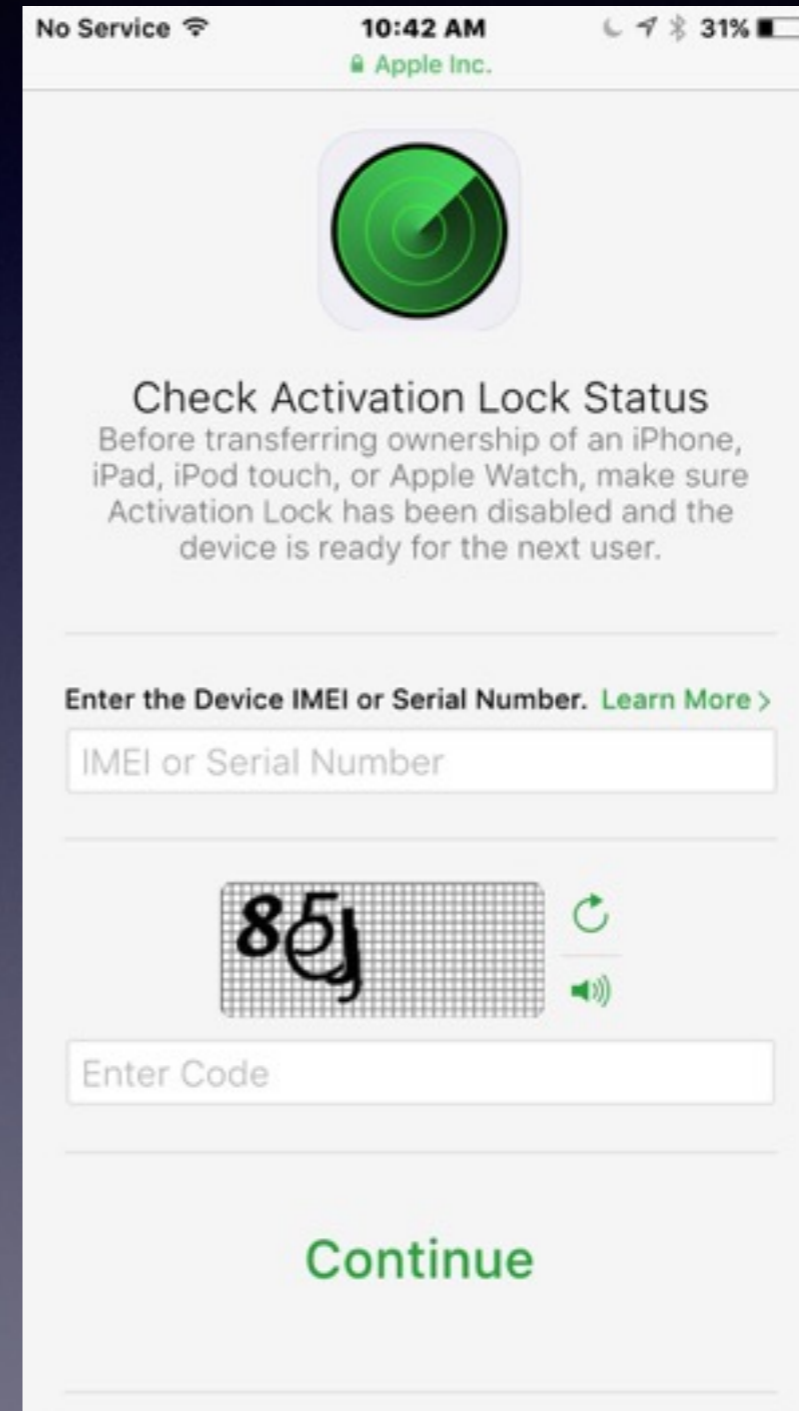 No Service 10:42 AM 31%
Apple Inc.
Check Activation Lock Status
Before transferring ownership of an iPhone,
iPad, iPod touch, or Apple Watch, make sure
Activation Lock has been disabled and the
device is ready for the next user.
Enter the Device IMEI or Serial Number. Learn More >
IMEI or Serial Number
Enter Code
Continue